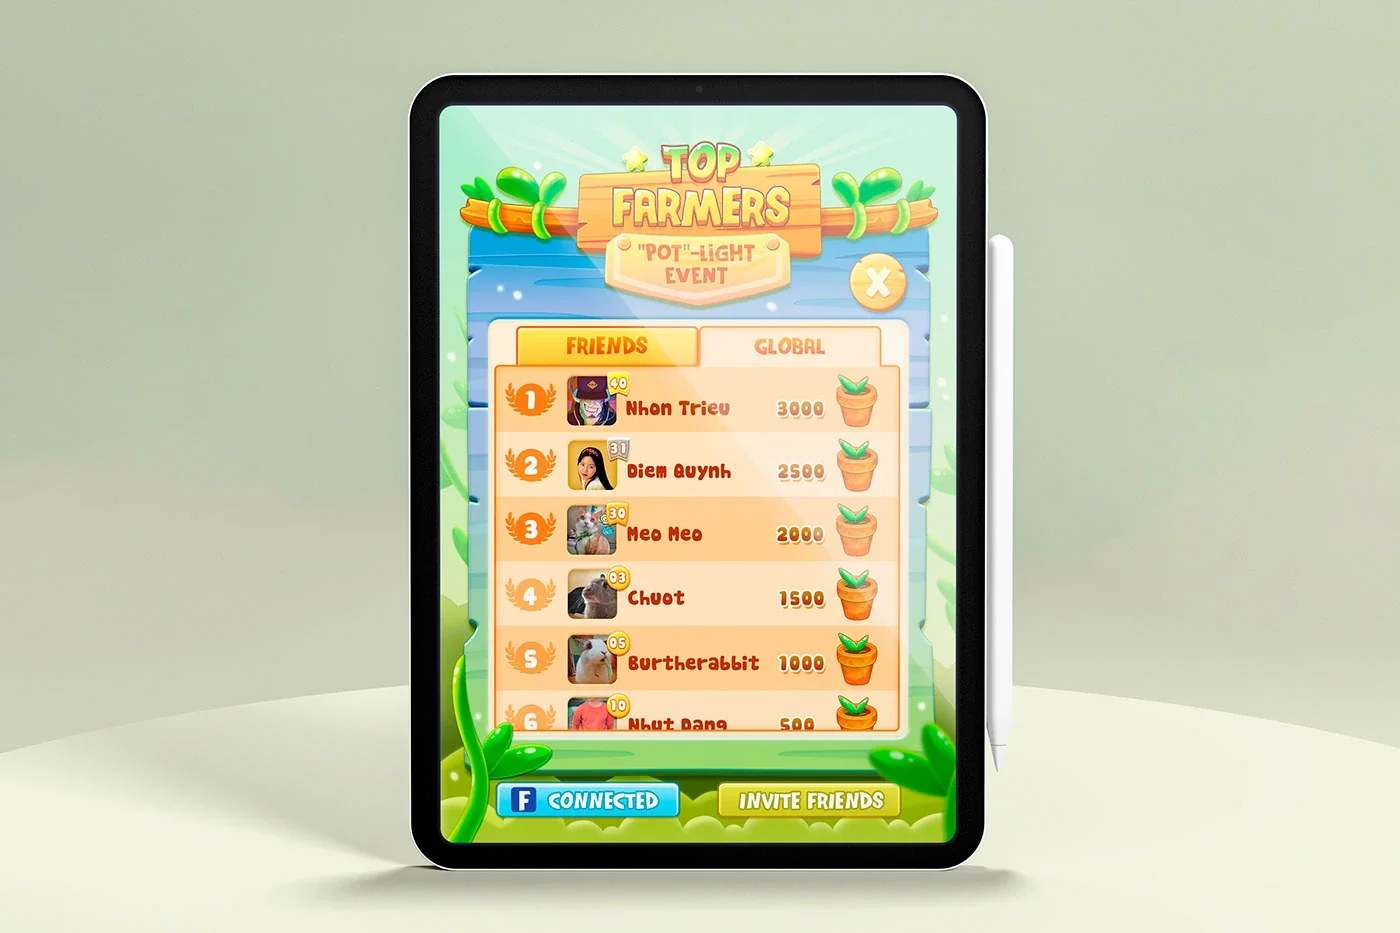 TOP
FARMERS
"POT"-LIGHT
EVENT
X
FRIENDS GLOBAL
1 40 Nhon Trieu 3000
2 31 Diem Quynh 2500
3 30 Meo Meo 2000
4 03 Chuot 1500
5 05 Burtherabbit 1000
6 10 Nhut Dang 500
F CONNECTED INVITE FRIENDS